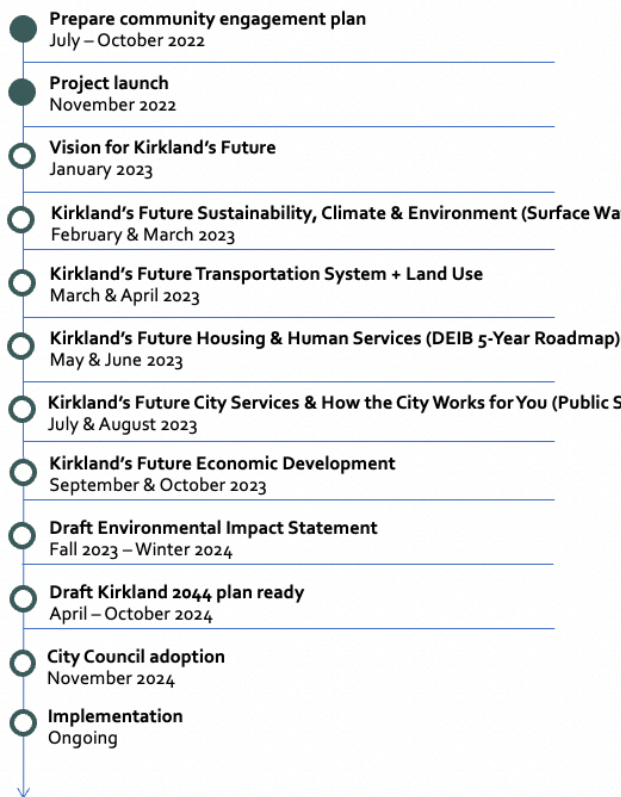 Prepare community engagement plan
July – October 2022
Project launch
November 2022
Vision for Kirkland's Future
January 2023
Kirkland's Future Sustainability, Climate & Environment (Surface
February & March 2023
Kirkland's Future Transportation System + Land Use
March & April 2023
Kirkland's Future Housing & Human Services (DEIB 5-Year Roadmap)
May & June 2023
Kirkland's Future City Services & How the City Works for You (Public
July & August 2023
Kirkland's Future Economic Development
September & October 2023
Draft Environmental Impact Statement
Fall 2023 – Winter 2024
Draft Kirkland 2044 plan ready
April – October 2024
City Council adoption
November 2024
Implementation
Ongoing